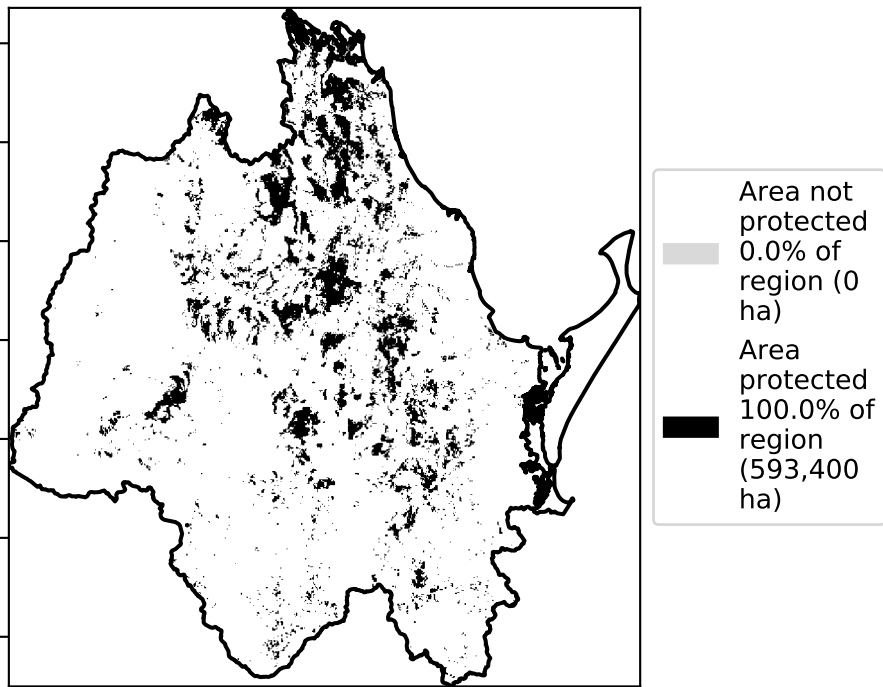 Area not
protected
0.0% of
region (0
ha)
Area
protected
100.0% of
region
(593,400
ha)